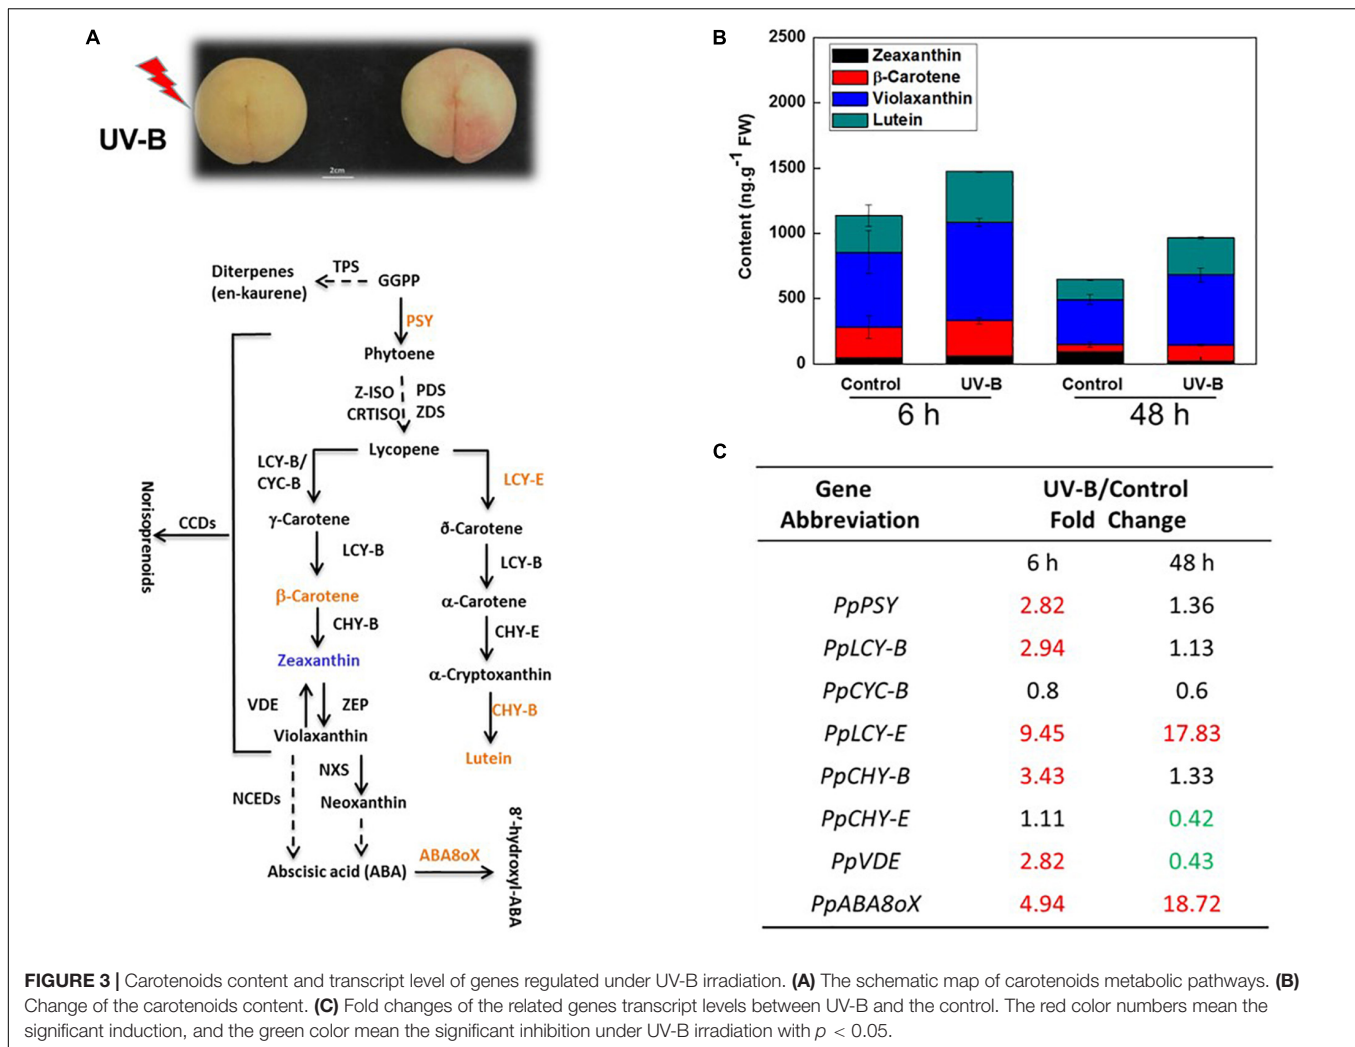 A
UV-B
2cm
Diterpenes
(en-kaurene)
TPS
GGPP
PSY
Phytoene
Z-ISO
PDS
CRTISO
ZDS
Lycopene
LCY-B/
CYC-B
LCY-E
γ-Carotene
δ-Carotene
LCY-B
LCY-B
β-Carotene
α-Carotene
CHY-B
CHY-E
Zeaxanthin
α-Cryptoxanthin
VDE
ZEP
CHY-B
Violaxanthin
Lutein
NXS
NCEDs
Neoxanthin
Abscisic acid (ABA)
ABA8oX
8'-hydroxyl-ABA
CCDs
Norisoprenoids
B
Content (ng.g⁻¹ FW)
2500
2000
1500
1000
500
0
Zeaxanthin
β-Carotene
Violaxanthin
Lutein
Control UV-B Control UV-B
6 h 48 h
C
Gene UV-B/Control
Abbreviation Fold Change
6 h 48 h
PpPSY 2.82 1.36
PpLCY-B 2.94 1.13
PpCYC-B 0.8 0.6
PpLCY-E 9.45 17.83
PpCHY-B 3.43 1.33
PpCHY-E 1.11 0.42
PpVDE 2.82 0.43
PpABA8oX 4.94 18.72
FIGURE 3 | Carotenoids content and transcript level of genes regulated under UV-B irradiation. (A) The schematic map of carotenoids metabolic pathways. (B)
Change of the carotenoids content. (C) Fold changes of the related genes transcript levels between UV-B and the control. The red color numbers mean the
significant induction, and the green color mean the significant inhibition under UV-B irradiation with p < 0.05.